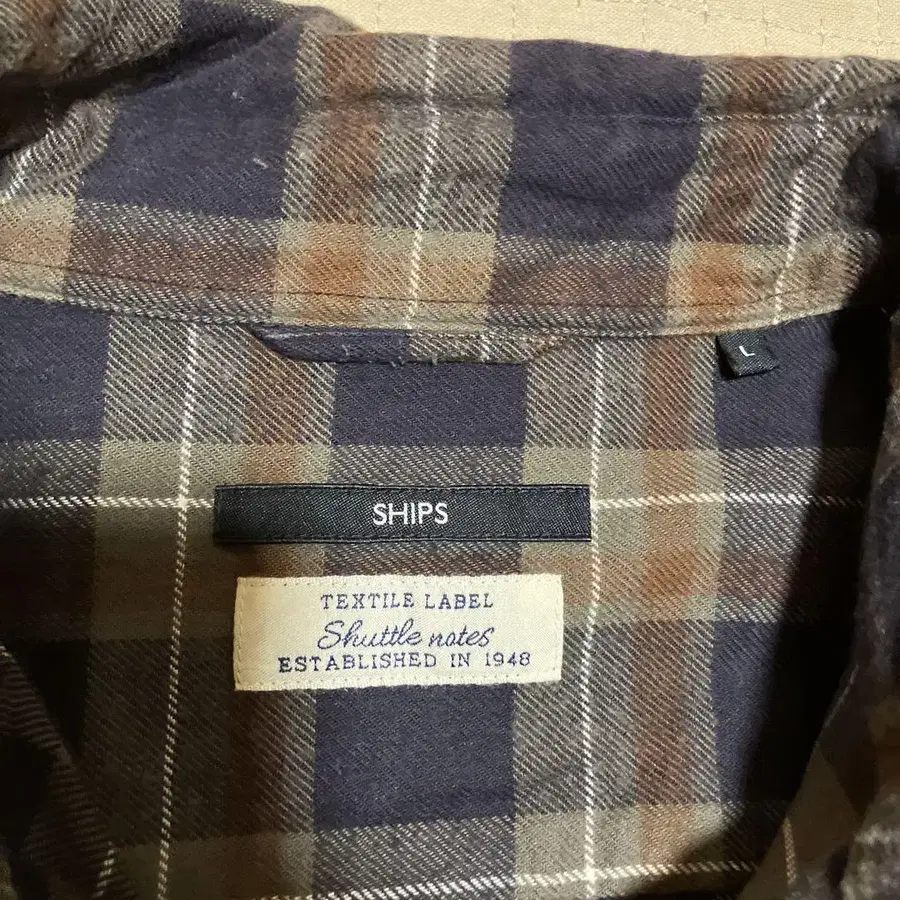 L
SHIPS
TEXTILE LABEL
Shuttle notes
ESTABLISHED IN 1948